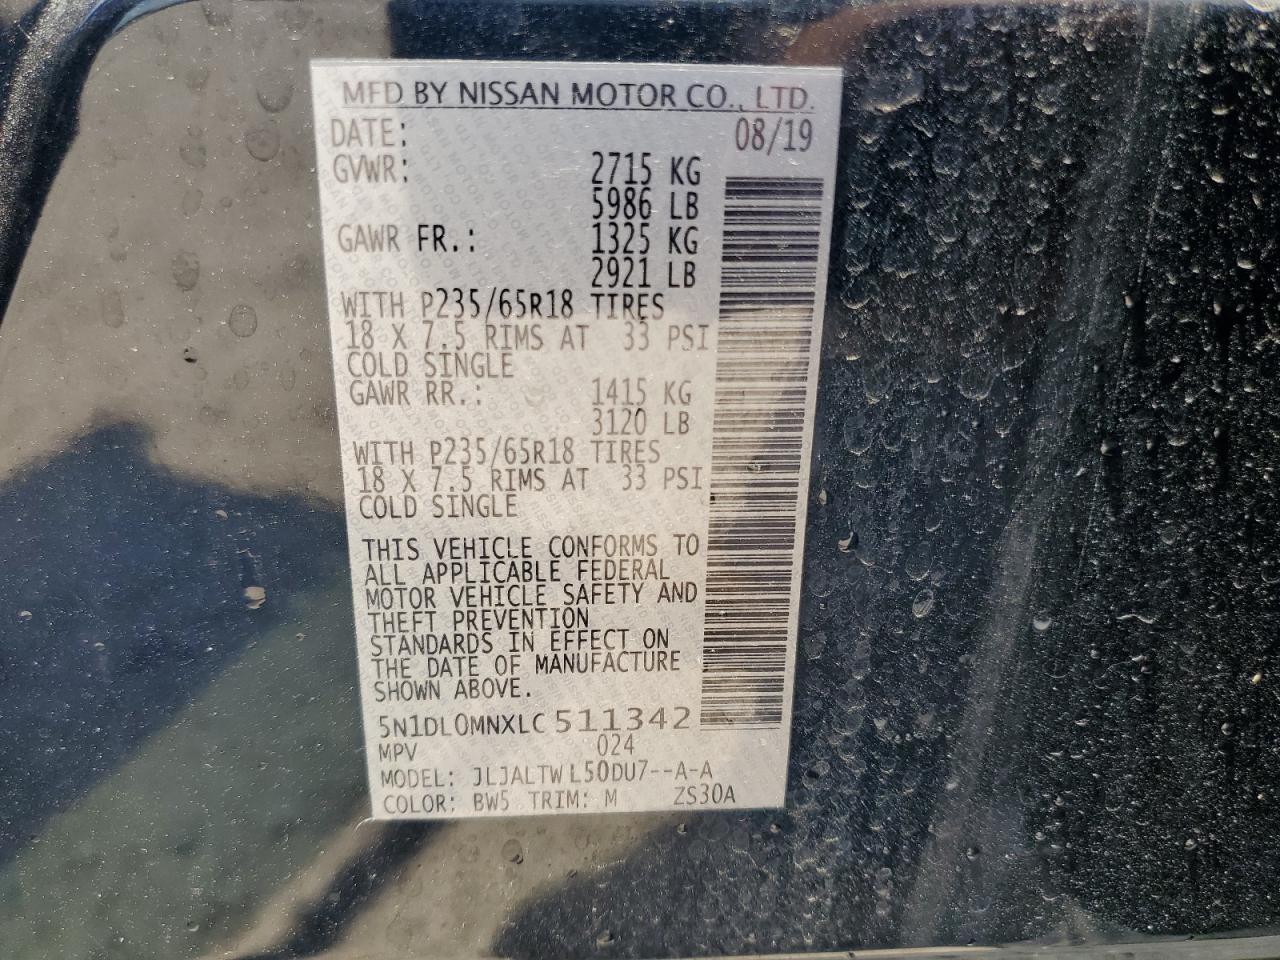 MFD BY NISSAN MOTOR CO., LTD.
DATE: 08/19
GVWR: 2715 KG
5986 LB
GAWR FR.: 1325 KG
2921 LB
WITH P235/65R18 TIRES
18 X 7.5 RIMS AT 33 PSI
COLD SINGLE
GAWR RR.: 1415 KG
3120 LB
WITH P235/65R18 TIRES
18 X 7.5 RIMS AT 33 PSI
COLD SINGLE
THIS VEHICLE CONFORMS TO
ALL APPLICABLE FEDERAL
MOTOR VEHICLE SAFETY AND
THEFT PREVENTION
STANDARDS IN EFFECT ON
THE DATE OF MANUFACTURE
SHOWN ABOVE.
5N1DL0MNXLC 511342
MPV 024
MODEL: JLJALTW L50DU7--A-A
COLOR: BW5 TRIM: M ZS30A